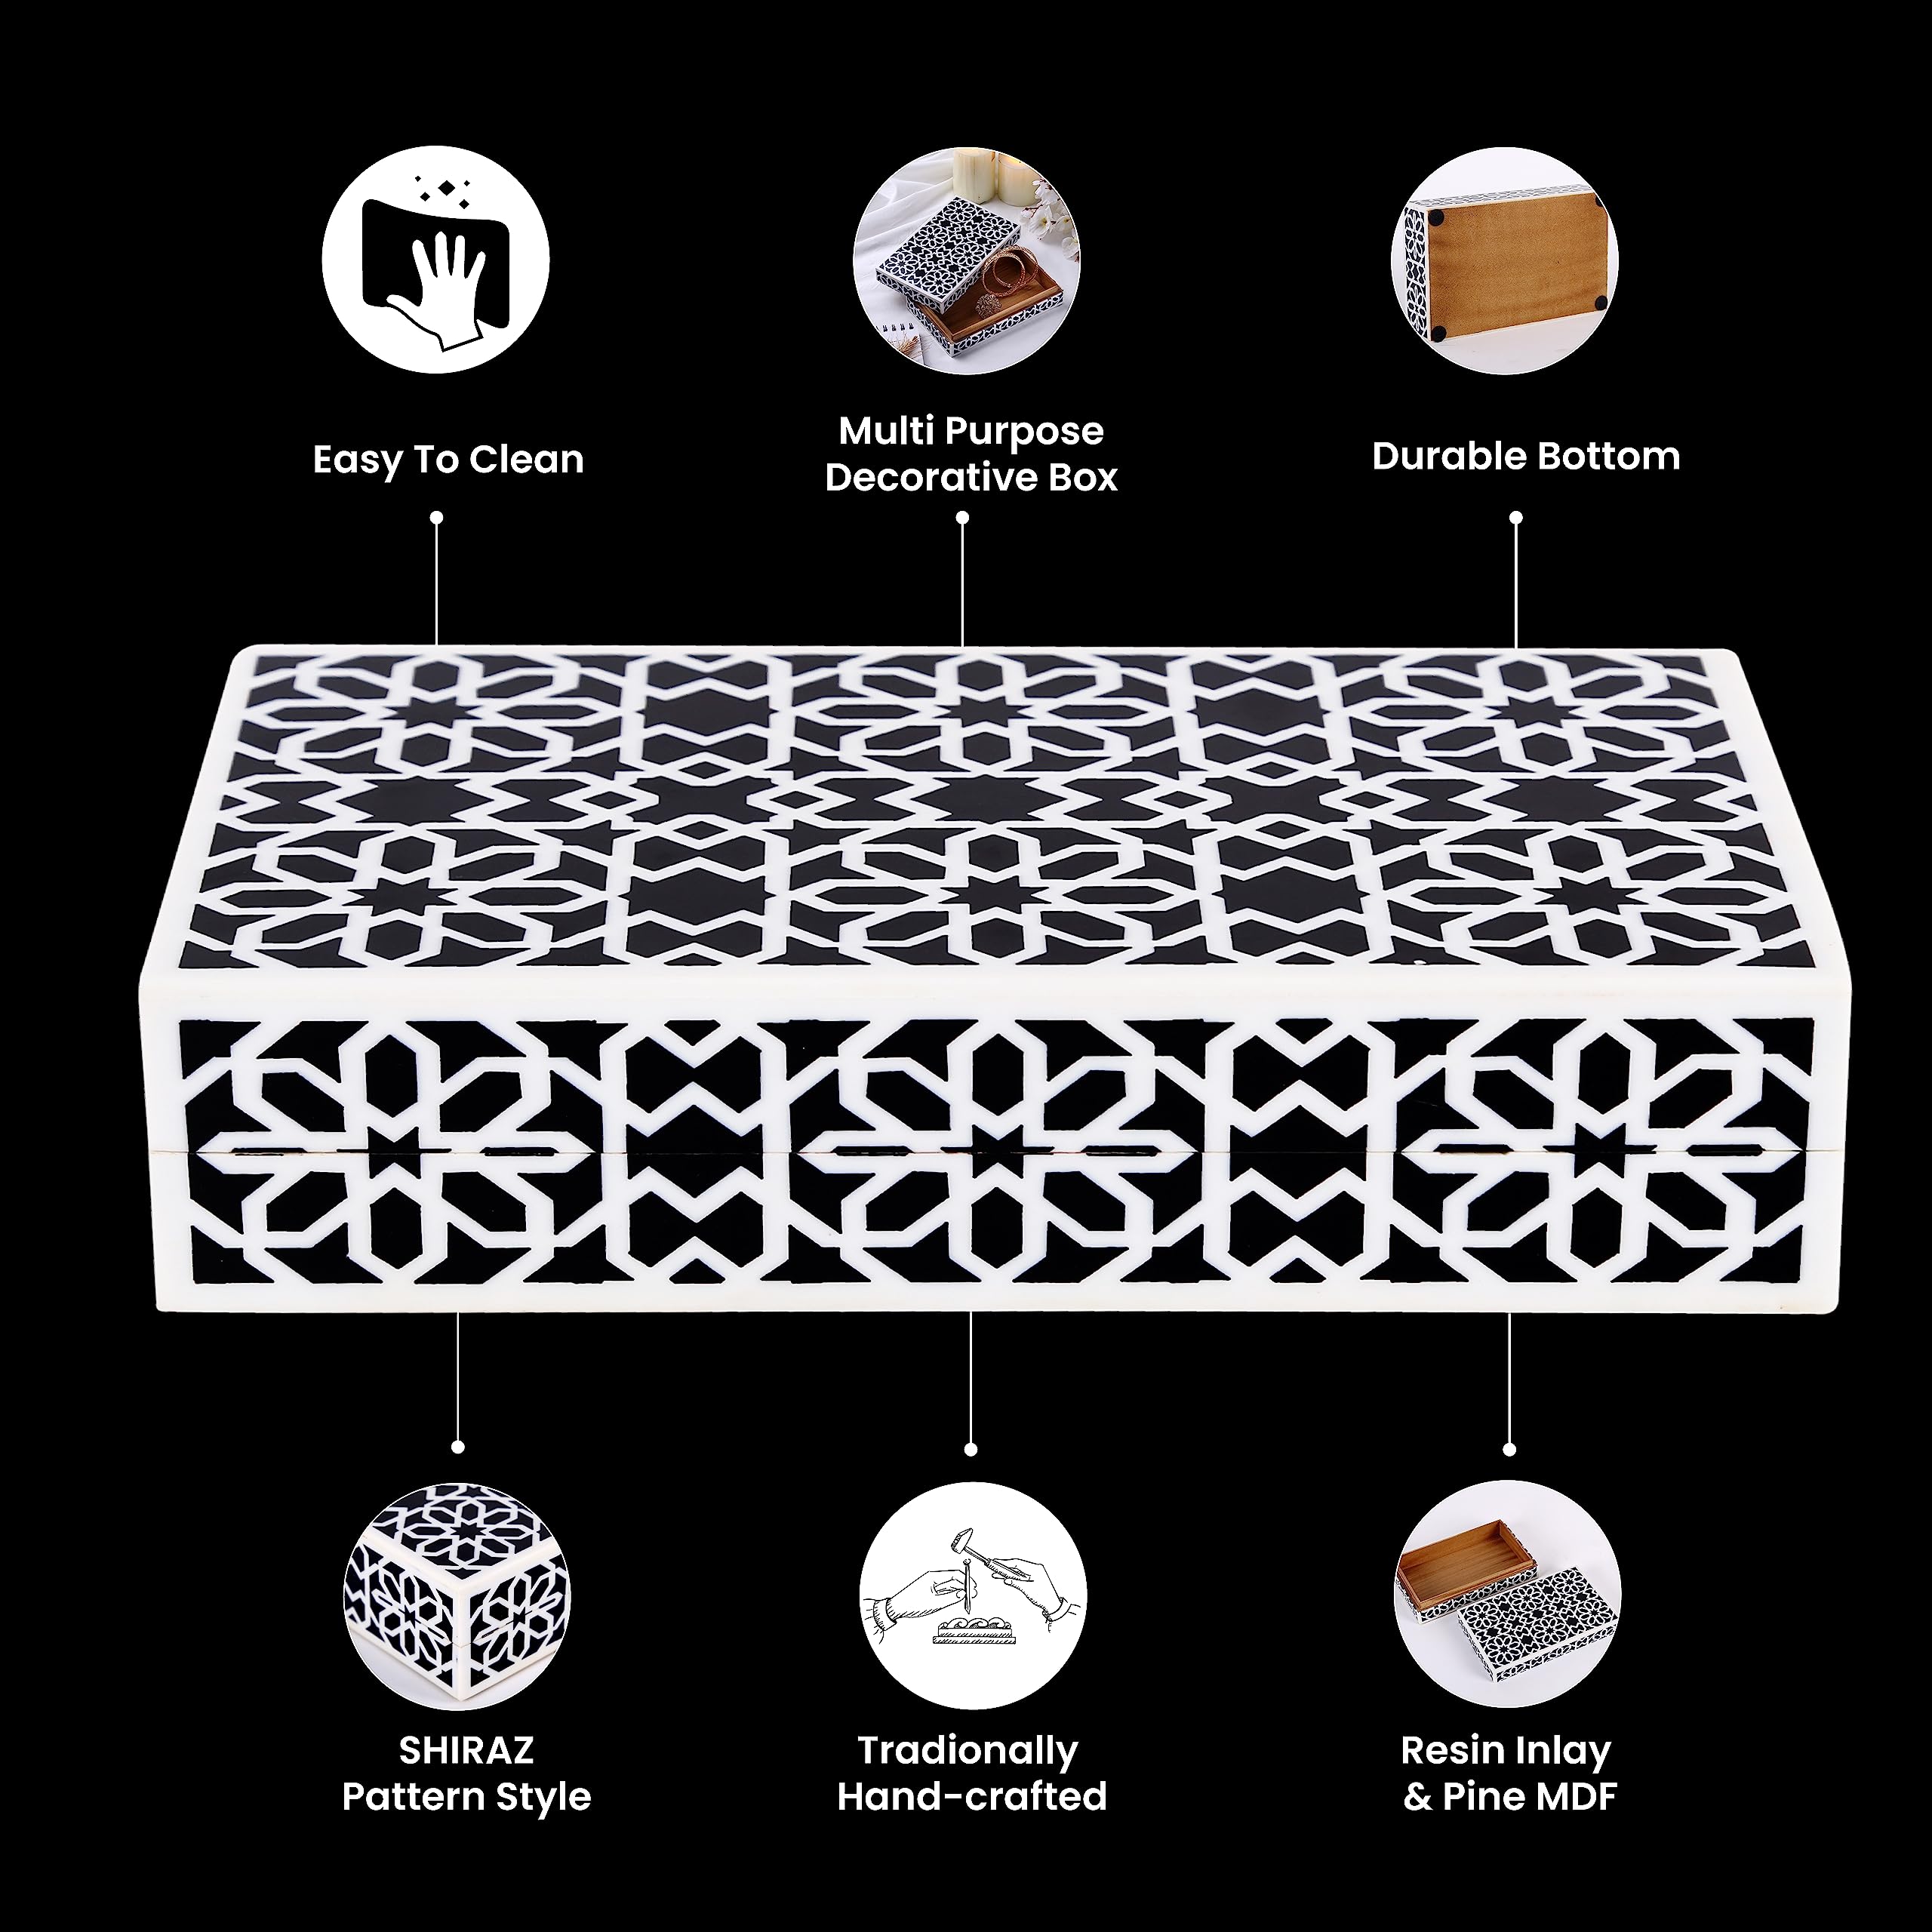 Easy To Clean
Multi Purpose
Decorative Box
Durable Bottom
SHIRAZ
Pattern Style
Tradionally
Hand-crafted
Resin Inlay
& Pine MDF